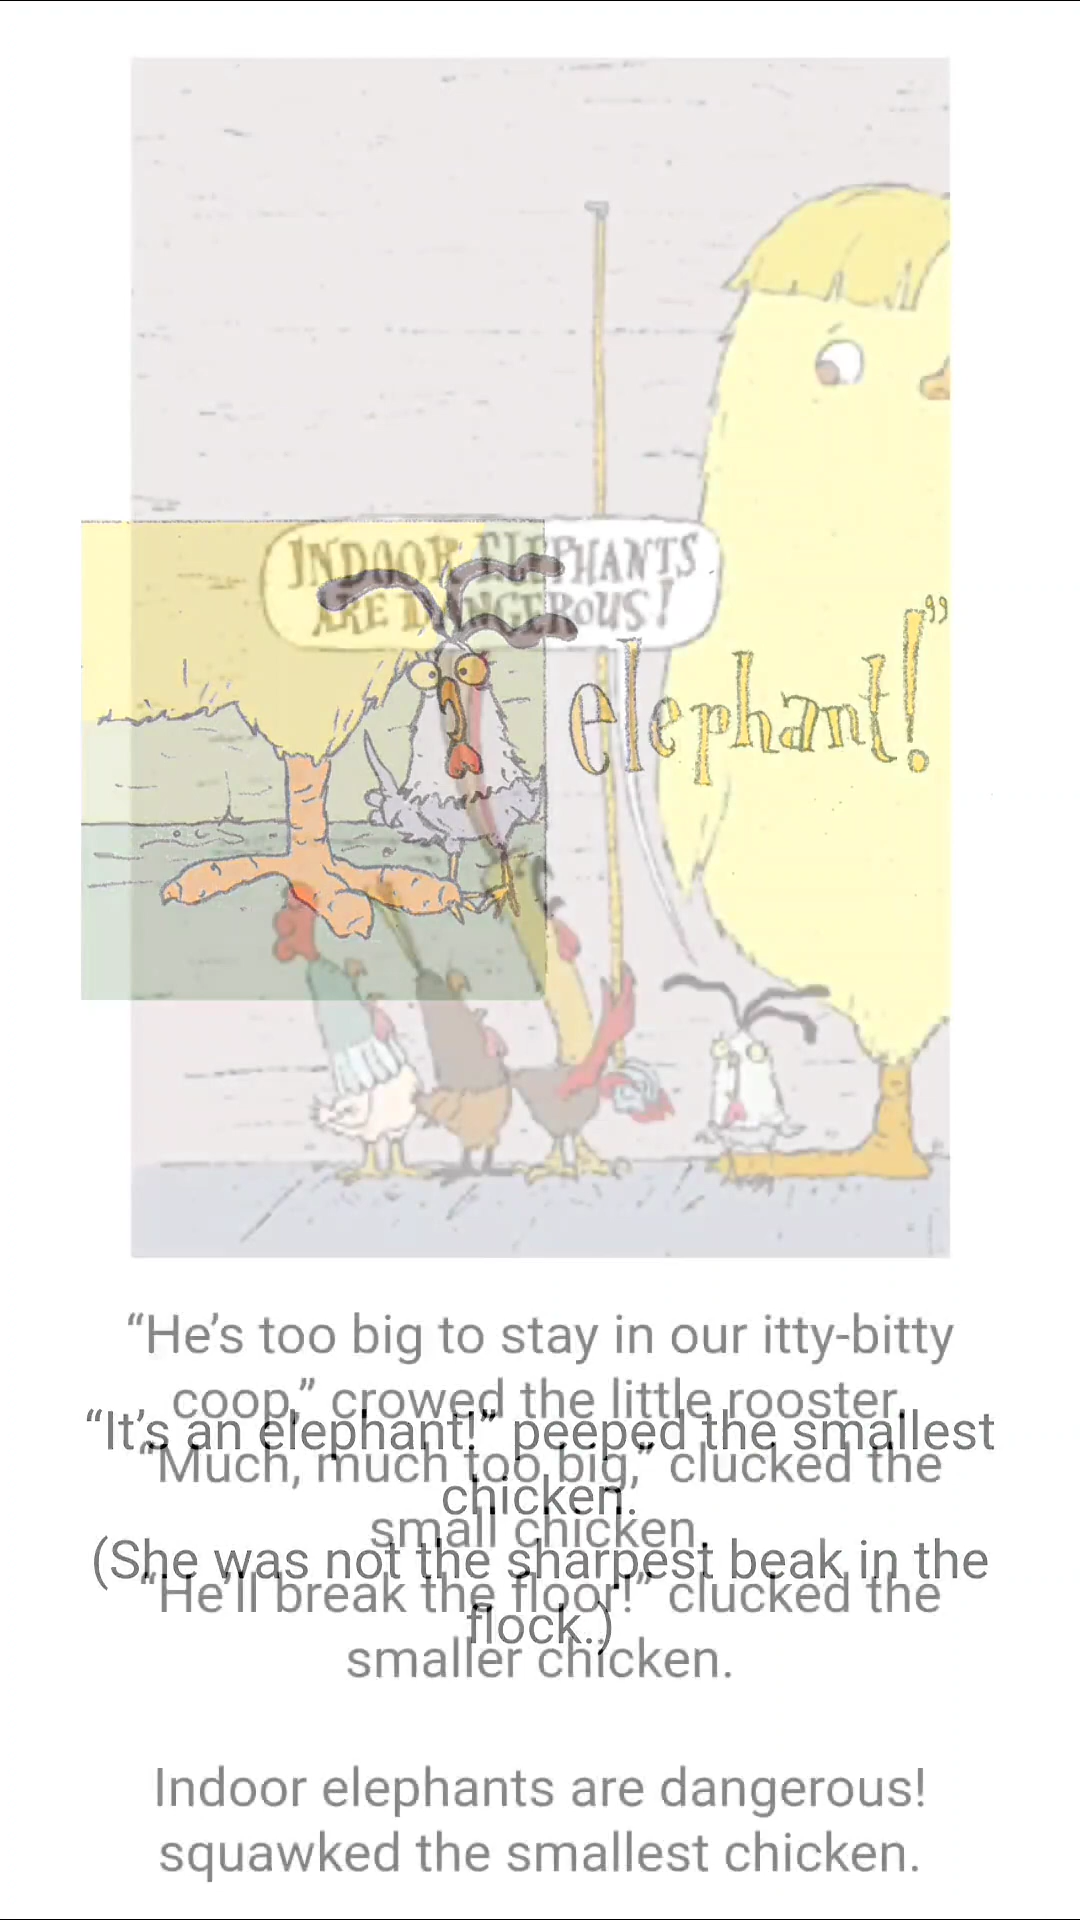 INDOOR ELEPHANTS
ARE DANGEROUS!
elephant!”
“He’s too big to stay in our itty-bitty
coop,” crowed the little rooster.
“Much, much too big,” clucked the
small chicken.
“He’ll break the floor!” clucked the
smaller chicken.
Indoor elephants are dangerous!
squawked the smallest chicken.
“It’s an elephant!” peeped the smallest
chicken.
(She was not the sharpest beak in the
flock.)